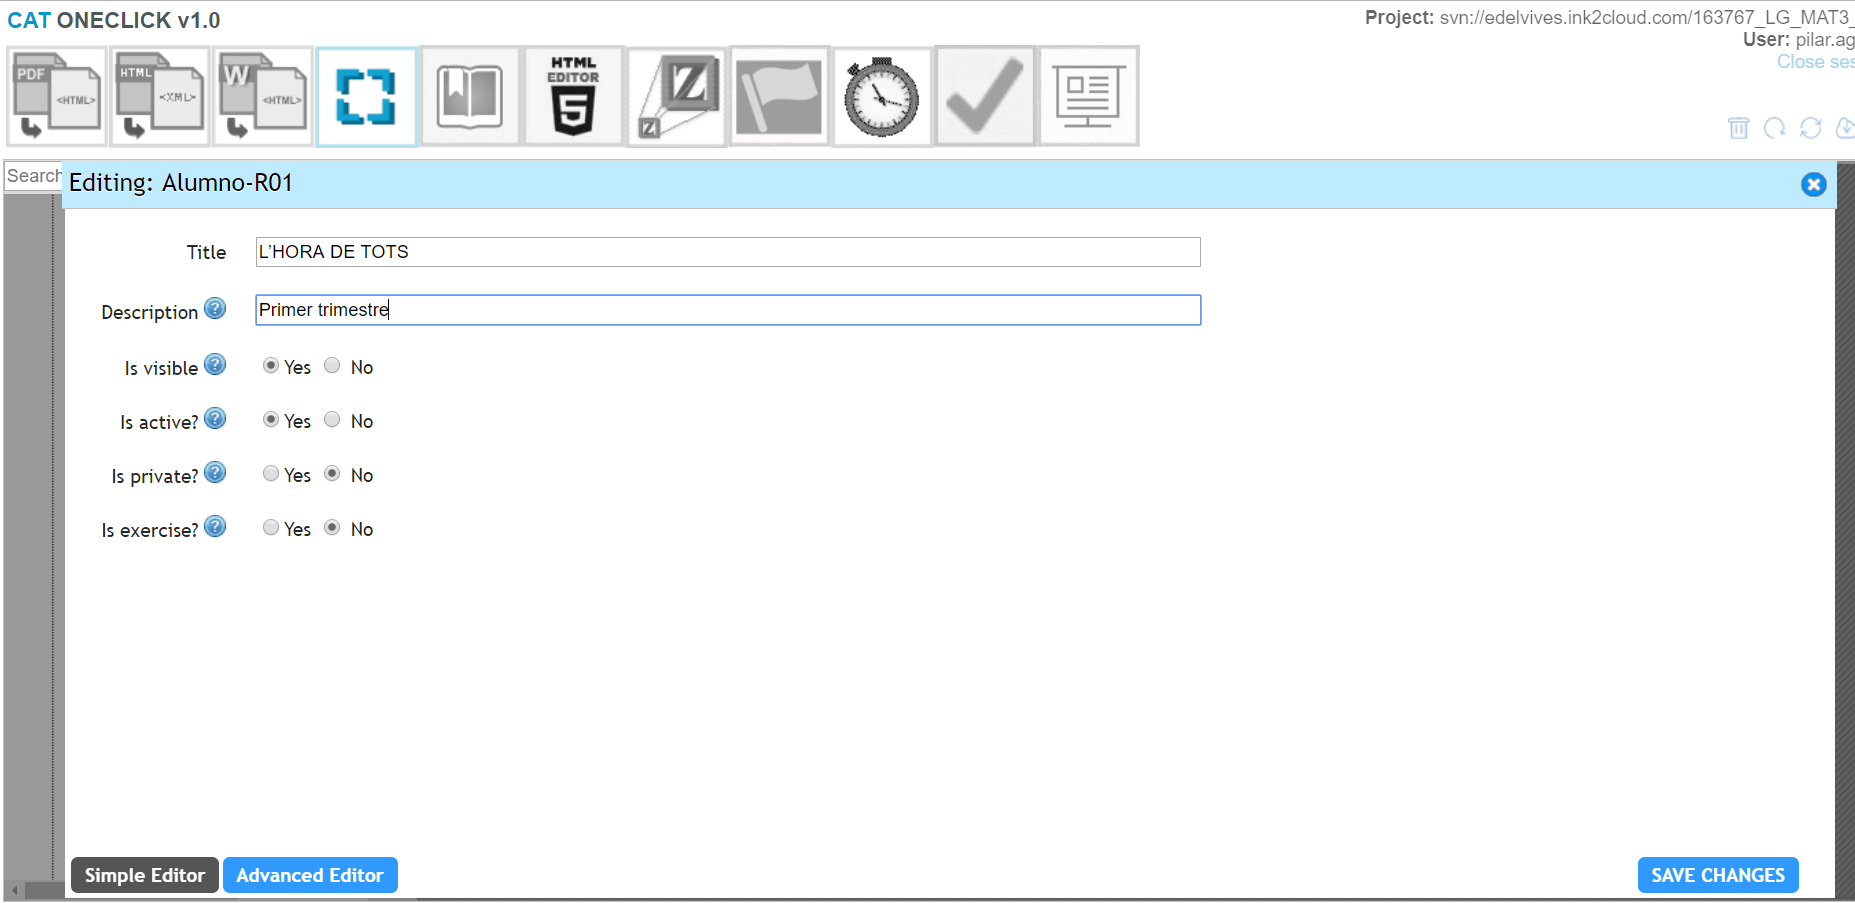 CAT ONECLICK v1.0
Project: svn://edelvives.ink2cloud.com/163767_LG_MAT3_
User: pilar.ag
Close ses
PDF
<HTML>
HTML
<XML>
W
<HTML>
HTML
EDITOR
5
Z
Z
Search
Editing: Alumno-R01
Title
L’HORA DE TOTS
Description ?
Primer trimestre
Is visible ? Yes No
Is active? ? Yes No
Is private? ? Yes No
Is exercise? ? Yes No
Simple Editor
Advanced Editor
SAVE CHANGES